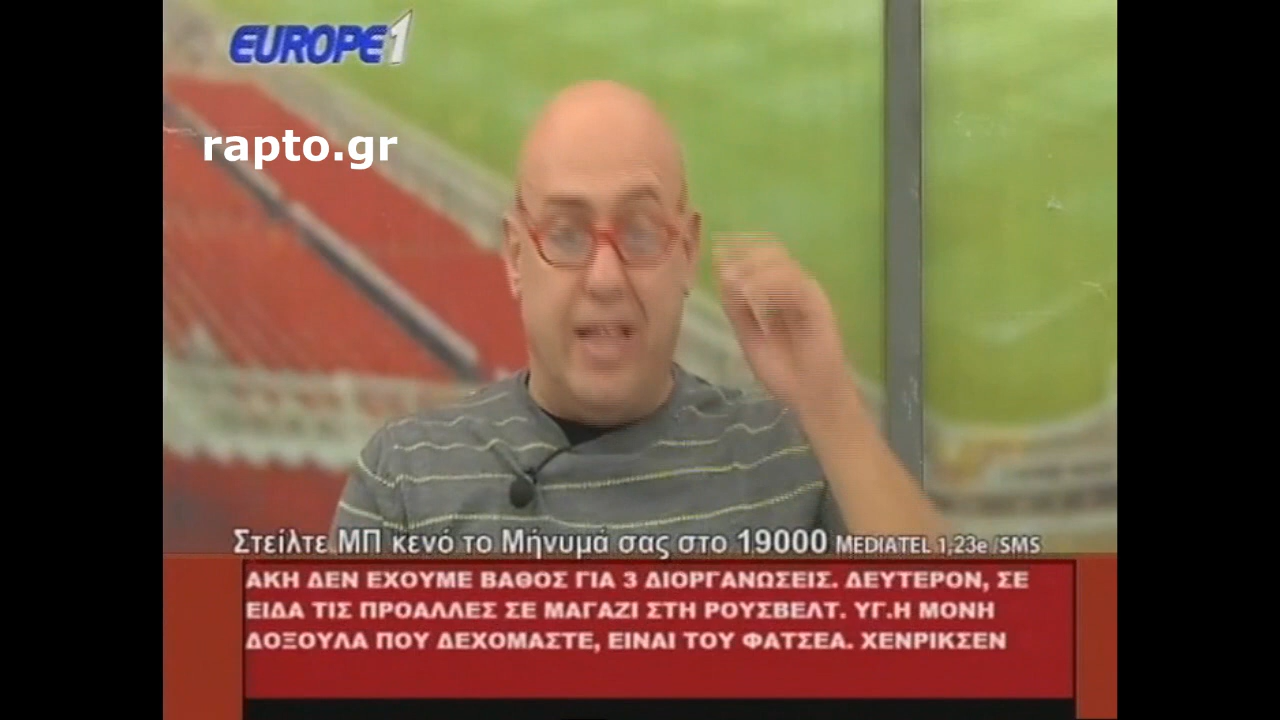 EUROPE1
rapto.gr
Στείλτε ΜΠ κενό το Μήνυμά σας στο 19000 MEDIATEL 1,23e /SMS
ΑΚΗ ΔΕΝ ΕΧΟΥΜΕ ΒΑΘΟΣ ΓΙΑ 3 ΔΙΟΡΓΑΝΩΣΕΙΣ. ΔΕΥΤΕΡΟΝ, ΣΕ
ΕΙΔΑ ΤΙΣ ΠΡΟΑΛΛΕΣ ΣΕ ΜΑΓΑΖΙ ΣΤΗ ΡΟΥΣΒΕΛΤ. ΥΓ.Η ΜΟΝΗ
ΔΟΞΟΥΛΑ ΠΟΥ ΔΕΧΟΜΑΣΤΕ, ΕΙΝΑΙ ΤΟΥ ΦΑΤΣΕΑ. ΧΕΝΡΙΚΣΕΝ